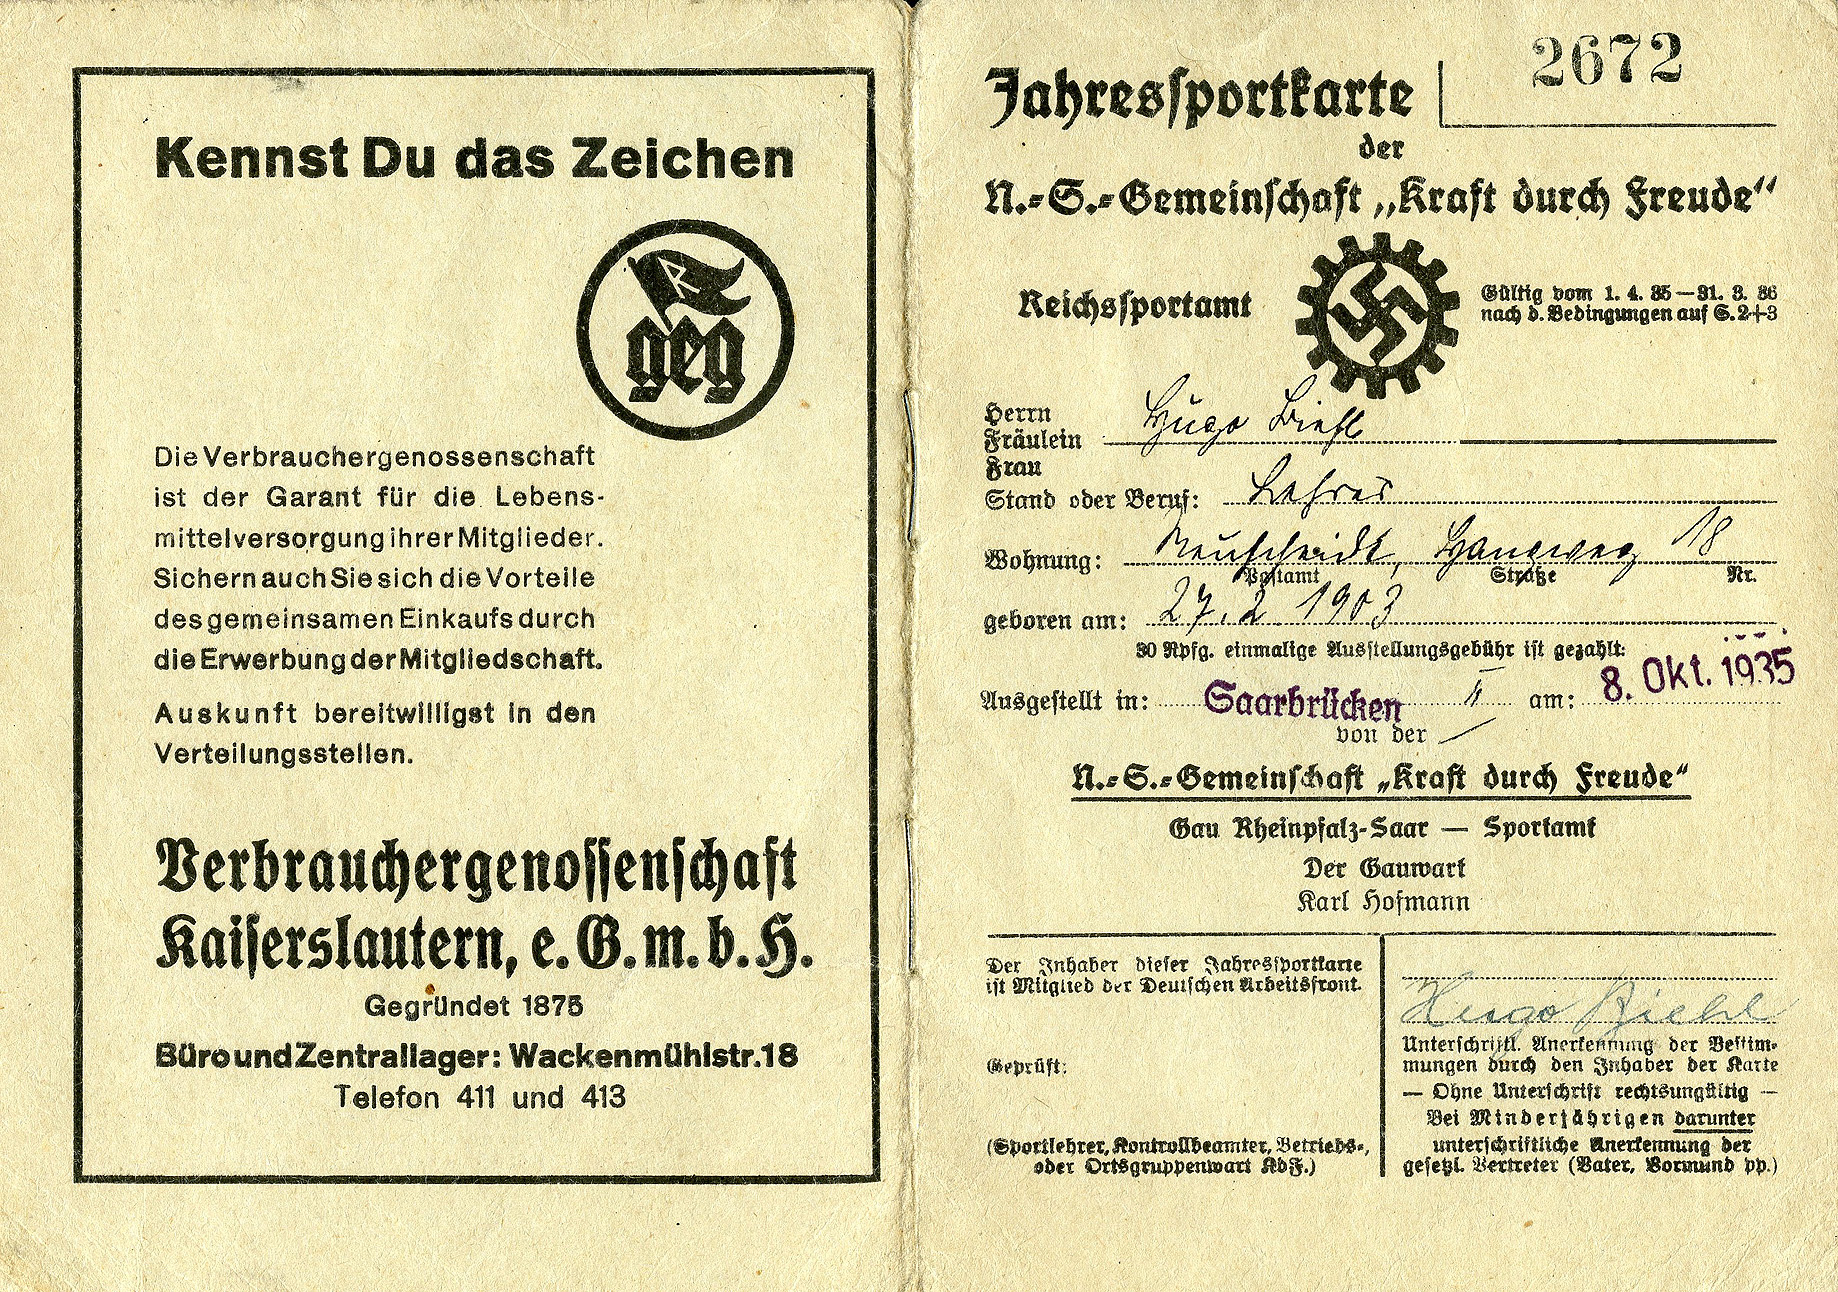 Kennst Du das Zeichen
R
geg
Die Verbrauchergenossenschaft
ist der Garant für die Lebens-
mittelversorgung ihrer Mitglieder.
Sichern auch Sie sich die Vorteile
des gemeinsamen Einkaufs durch
die Erwerbung der Mitgliedschaft.
Auskunft bereitwilligst in den
Verteilungsstellen.
Verbrauchergenossenschaft
Kaiserslautern, e. G. m. b. H.
Gegründet 1875
Büro und Zentrallager: Wackenmühlstr. 18
Telefon 411 und 413
2672
Jahressportkarte
der
N.-S.-Gemeinschaft „Kraft durch Freude“
Reichssportamt
Gültig vom 1. 4. 35 — 31. 3. 36
nach d. Bedingungen auf S. 2+3
Herrn
Fräulein Hugo Biehl
Frau
Stand oder Beruf: Lehrer
Wohnung: Neuscheidt, Hangweg 18
Postamt Straße Nr.
geboren am: 27. 2 1903
30 Rpfg. einmalige Ausstellungsgebühr ist gezahlt:
Ausgestellt in: Saarbrücken II am: 8. Okt. 1935
von der
N.-S.-Gemeinschaft „Kraft durch Freude“
Gau Rheinpfalz-Saar — Sportamt
Der Gauwart
Karl Hofmann
Der Inhaber dieser Jahressportkarte
ist Mitglied der Deutschen Arbeitsfront.
Geprüft:
(Sportlehrer, Kontrollbeamter, Betriebs-,
oder Ortsgruppenwart KdF.)
Hugo Biehl
Unterschriftl. Anerkennung der Bestim-
mungen durch den Inhaber der Karte
— Ohne Unterschrift rechtsungültig —
Bei Minderjährigen darunter
unterschriftliche Anerkennung der
gesetzl. Vertreter (Vater, Vormund pp.)